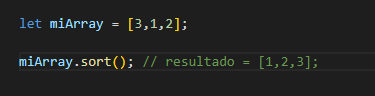 let miArray = [3,1,2];
miArray.sort(); // resultado = [1,2,3];